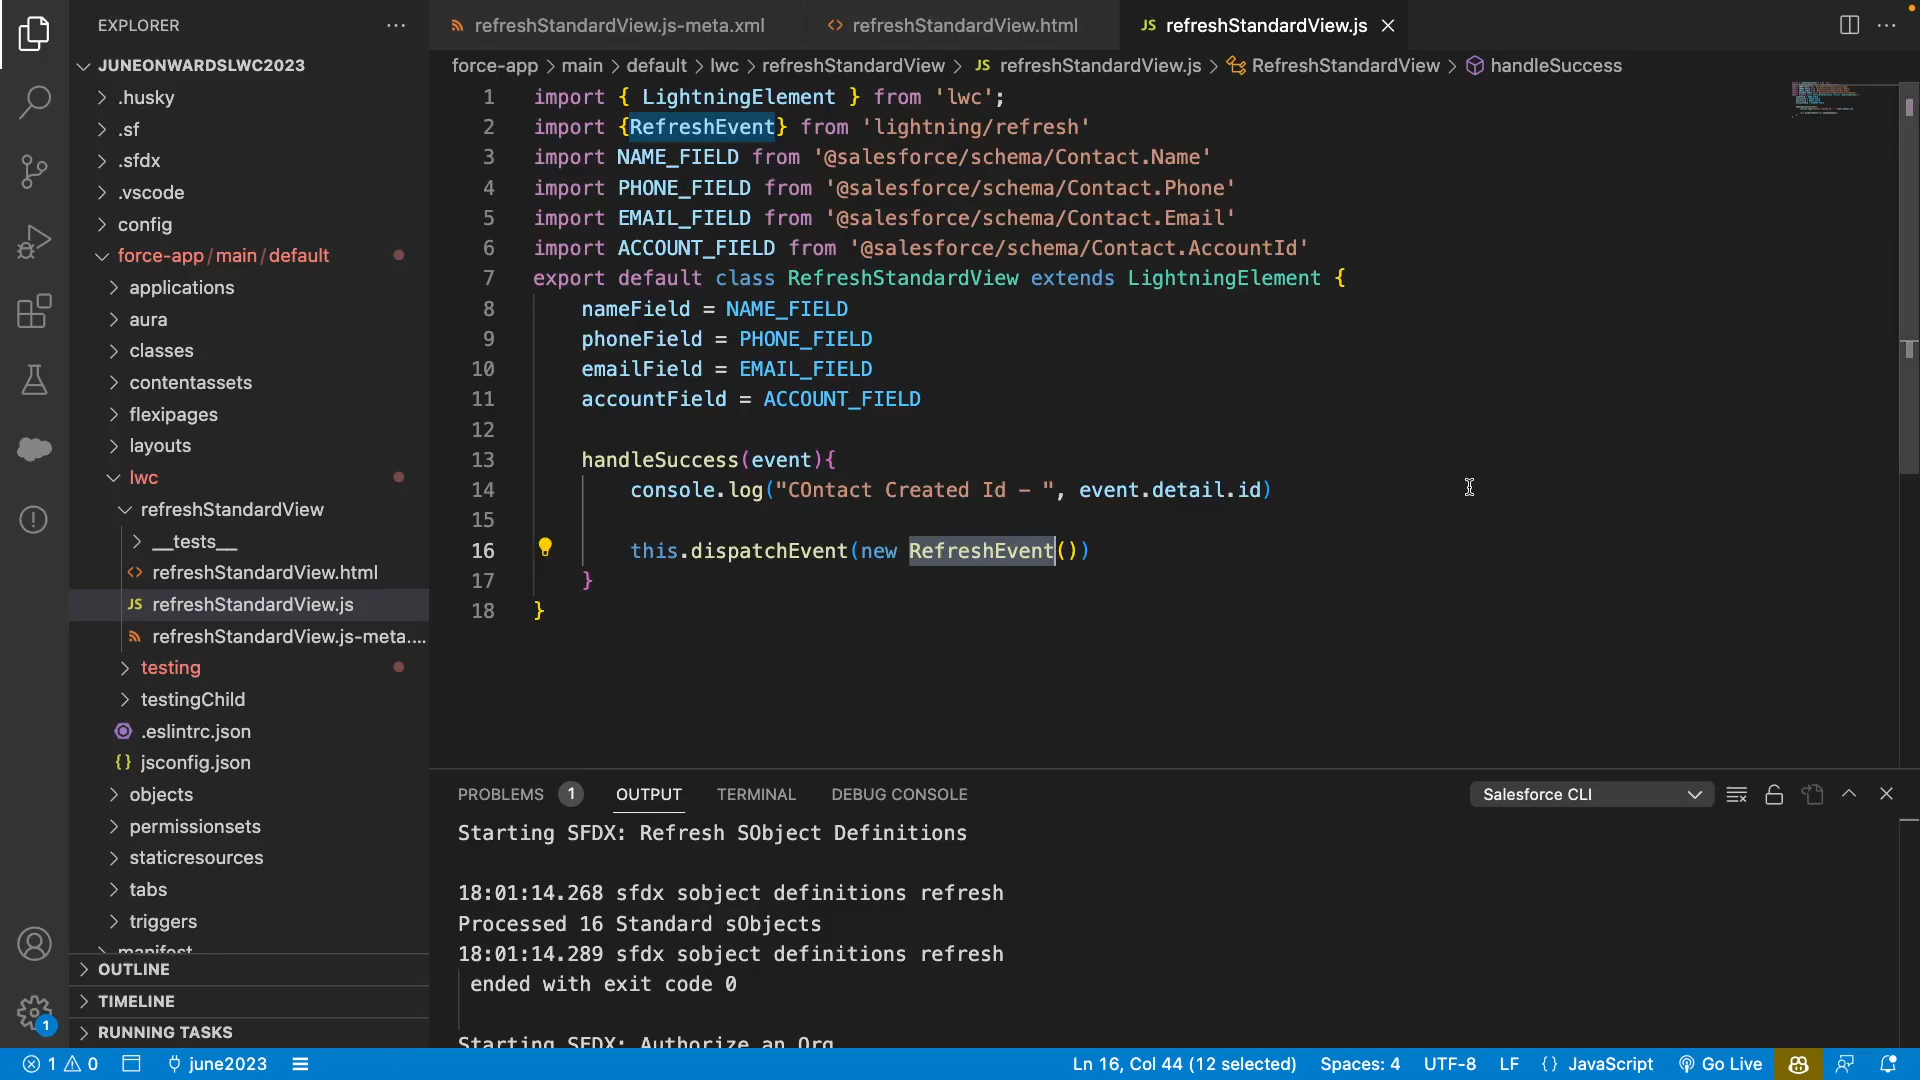 EXPLORER
JUNEONWARDSLWC2023
.husky
.sf
.sfdx
.vscode
config
force-app/main/default
applications
aura
classes
contentassets
flexipages
layouts
lwc
refreshStandardView
__tests__
refreshStandardView.html
refreshStandardView.js
refreshStandardView.js-meta....
testing
testingChild
.eslintrc.json
jsconfig.json
objects
permissionsets
staticresources
tabs
triggers
manifest
OUTLINE
TIMELINE
RUNNING TASKS
refreshStandardView.js-meta.xml refreshStandardView.html JS refreshStandardView.js
force-app > main > default > lwc > refreshStandardView > JS refreshStandardView.js > RefreshStandardView > handleSuccess
1 import { LightningElement } from 'lwc';
2 import {RefreshEvent} from 'lightning/refresh'
3 import NAME_FIELD from '@salesforce/schema/Contact.Name'
4 import PHONE_FIELD from '@salesforce/schema/Contact.Phone'
5 import EMAIL_FIELD from '@salesforce/schema/Contact.Email'
6 import ACCOUNT_FIELD from '@salesforce/schema/Contact.AccountId'
7 export default class RefreshStandardView extends LightningElement {
8 nameField = NAME_FIELD
9 phoneField = PHONE_FIELD
10 emailField = EMAIL_FIELD
11 accountField = ACCOUNT_FIELD
12
13 handleSuccess(event){
14 console.log("COntact Created Id - ", event.detail.id)
15
16 this.dispatchEvent(new RefreshEvent())
17 }
18 }
PROBLEMS 1 OUTPUT TERMINAL DEBUG CONSOLE Salesforce CLI
Starting SFDX: Refresh SObject Definitions
18:01:14.268 sfdx sobject definitions refresh
Processed 16 Standard sObjects
18:01:14.289 sfdx sobject definitions refresh
ended with exit code 0
Starting SFDX: Authorize an Org
1
1 0 june2023 Ln 16, Col 44 (12 selected) Spaces: 4 UTF-8 LF {} JavaScript Go Live